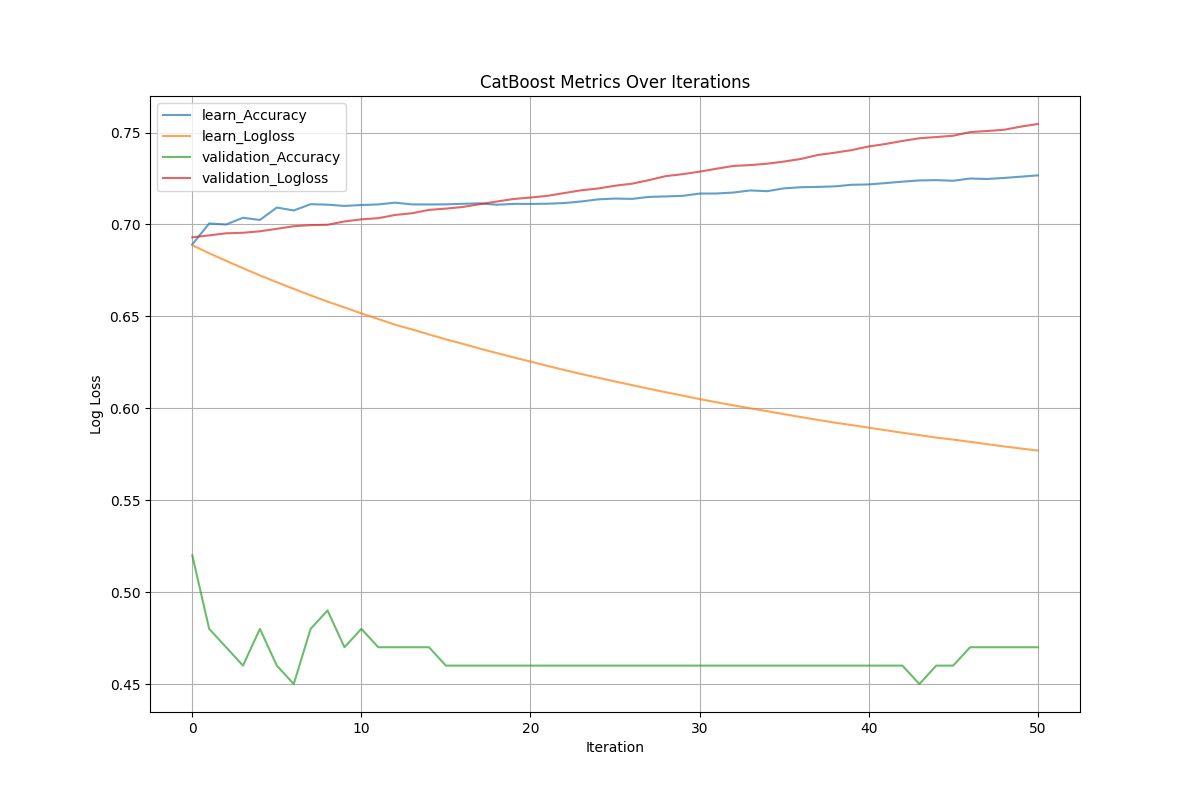 CatBoost Metrics Over Iterations
learn_Accuracy
learn_Logloss
validation_Accuracy
validation_Logloss
0.75
0.70
0.65
0.60
0.55
0.50
0.45
Log Loss
0 10 20 30 40 50
Iteration